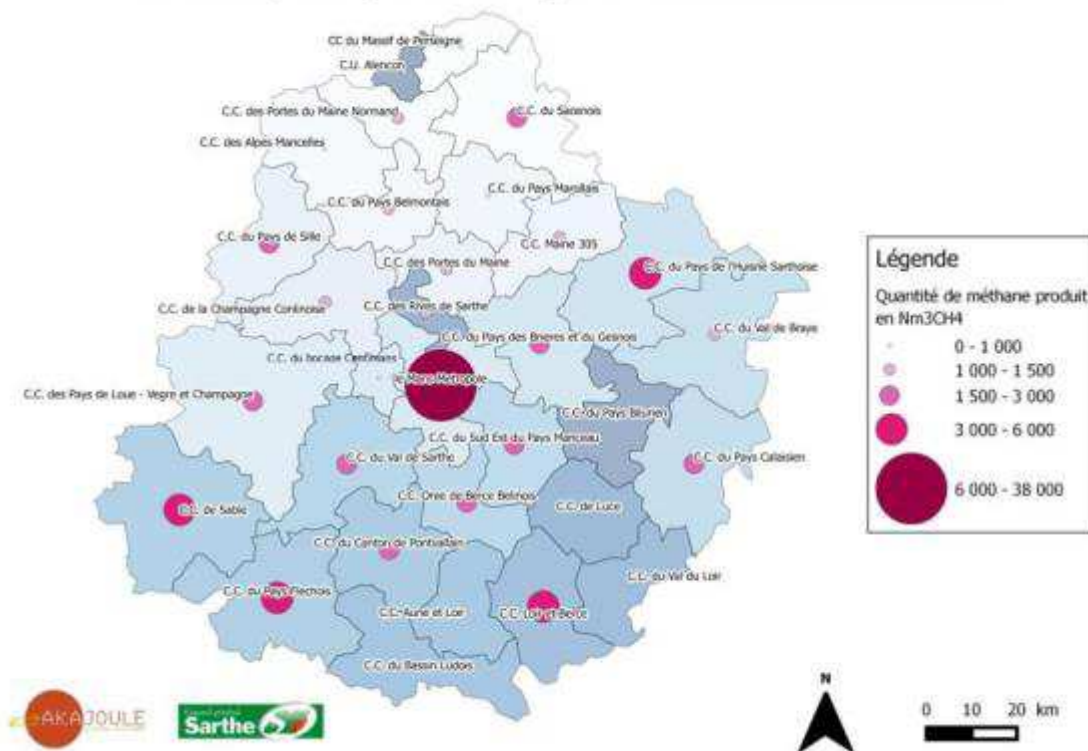 CC du Massif de Perseigne
C.U. Alencon
C.C. des Portes du Maine Normand
C.C. du Saosnois
C.C. des Alpes Mancelles
C.C. du Pays Marollais
C.C. du Pays Belmontais
C.C. du Pays de Sille
C.C. Maine 305
C.C. des Portes du Maine
C.C. du Pays de l'Huisne Sarthoise
C.C. de la Champagne Conlinoise
C.C. des Rives de Sarthe
C.C. du Pays des Brieres et du Gesnois
C.C. du Val de Braye
C.C. du bocage Cenomans
le Mans Metropole
C.C. des Pays de Loue - Vegre et Champagne
C.C. du Pays Bilurien
C.C. du Sud Est du Pays Manceau
C.C. du Val de Sarthe
C.C. du Pays Calaisien
C.C. Oree de Berce Belinois
C.C. de Luce
C.C. de Sable
C.C. du Canton de Pontvallain
C.C. du Val du Loir
C.C. du Pays Flechois
C.C. Aune et Loir
C.C. Loir et Berce
C.C. du Bassin Ludois
Légende
Quantité de méthane produit
en Nm3CH4
0 - 1 000
1 000 - 1 500
1 500 - 3 000
3 000 - 6 000
6 000 - 38 000
AKAJOULE
Sarthe
N
0 10 20 km